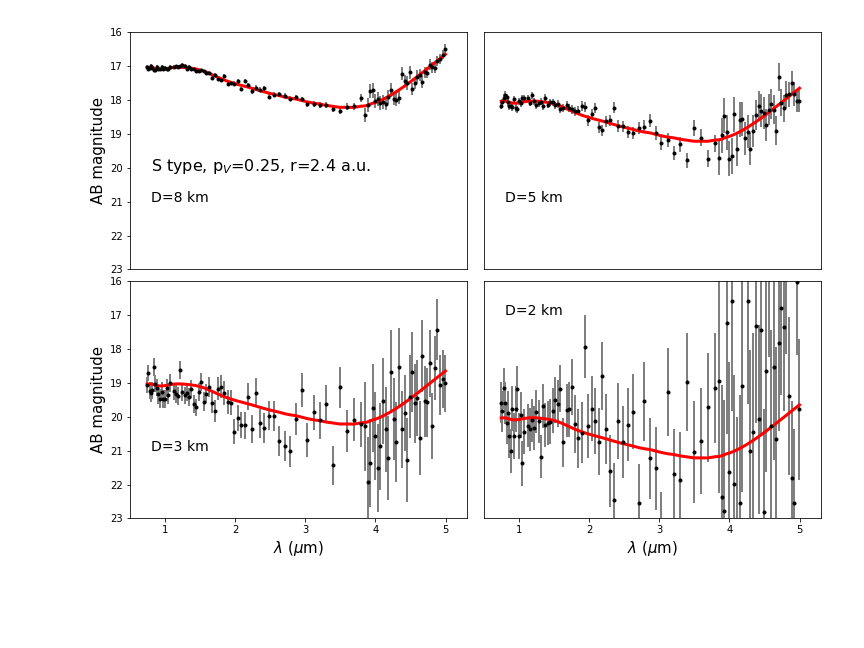 16
17
18
19
20
21
22
23
AB magnitude
S type, p_V=0.25, r=2.4 a.u.
D=8 km
D=5 km
16
17
18
19
20
21
22
23
AB magnitude
D=3 km
1 2 3 4 5
λ (μm)
D=2 km
1 2 3 4 5
λ (μm)